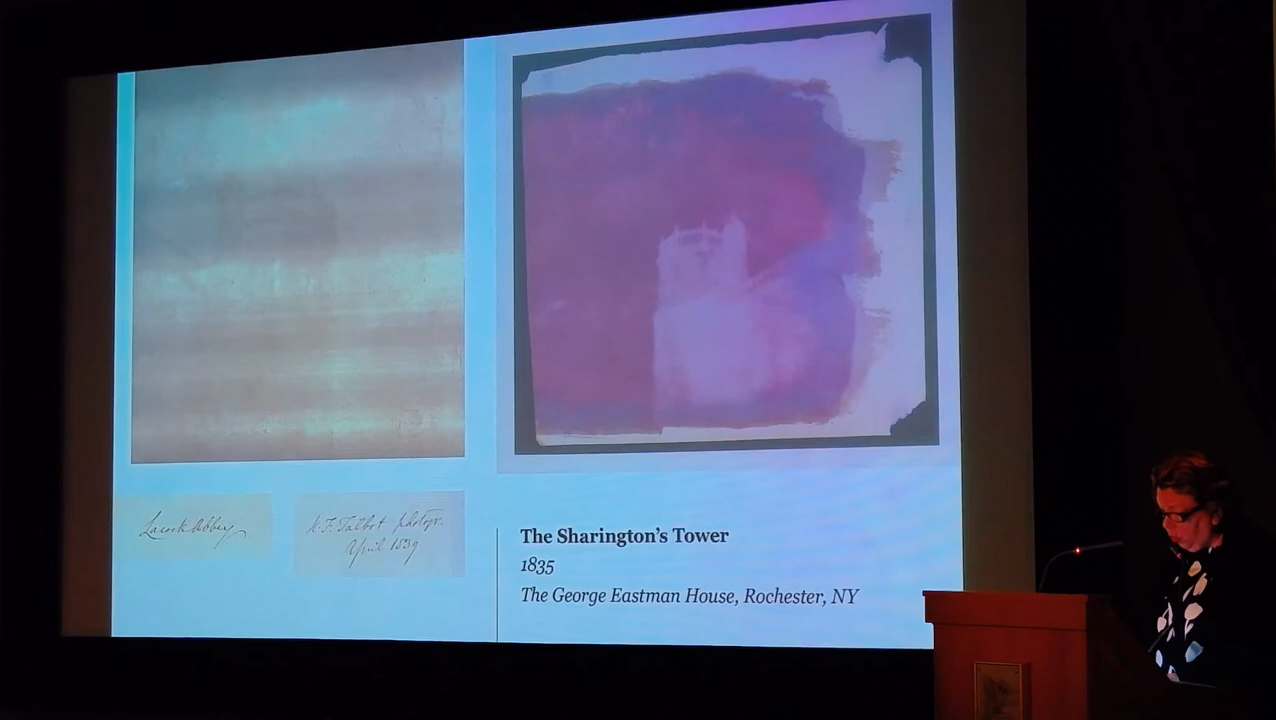 Lacock Abbey
H. F. Talbot photogr.
April 1839
The Sharington's Tower
1835
The George Eastman House, Rochester, NY